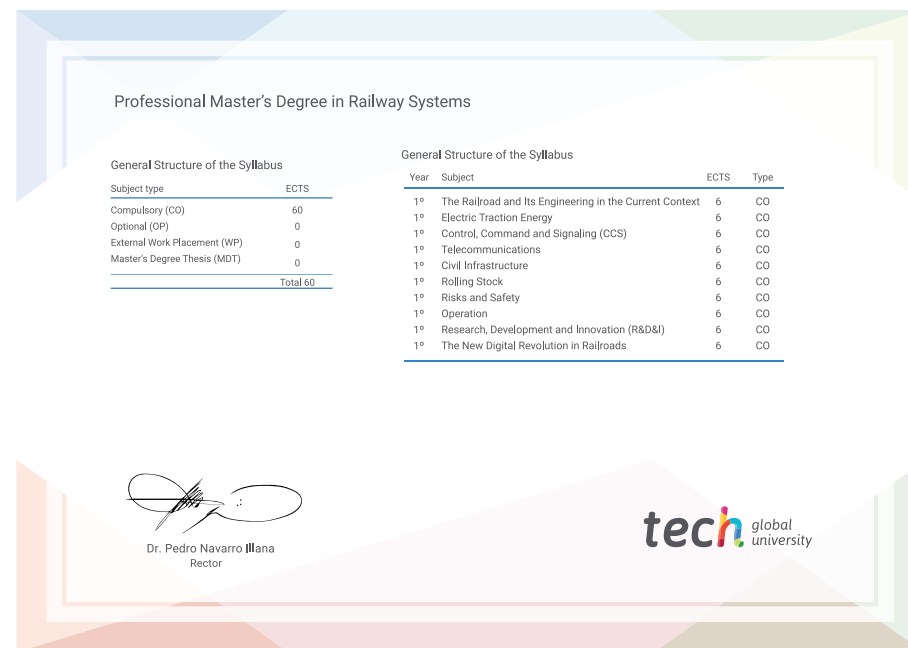 Professional Master's Degree in Railway Systems
General Structure of the Syllabus
Subject type ECTS
Compulsory (CO) 60
Optional (OP) 0
External Work Placement (WP) 0
Master's Degree Thesis (MDT) 0
Total 60
General Structure of the Syllabus
Year Subject ECTS Type
1º The Railroad and Its Engineering in the Current Context 6 CO
1º Electric Traction Energy 6 CO
1º Control, Command and Signaling (CCS) 6 CO
1º Telecommunications 6 CO
1º Civil Infrastructure 6 CO
1º Rolling Stock 6 CO
1º Risks and Safety 6 CO
1º Operation 6 CO
1º Research, Development and Innovation (R&D&I) 6 CO
1º The New Digital Revolution in Railroads 6 CO
Dr. Pedro Navarro Illana
Rector
tech global
university